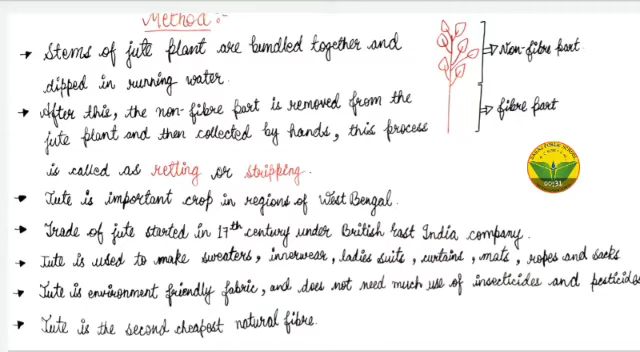 Method :-
→ Stems of jute plant are bundled together and
dipped in running water.
→ After this, the non-fibre part is removed from the
jute plant and then collected by hands, this process
is called as retting or stripping.
→ Non-fibre part
→ fibre part
→ Jute is important crop in regions of West Bengal.
→ Trade of jute started in 17th century under British East India company.
→ Jute is used to make sweaters, innerwear, ladies suits, curtains, mats, ropes and sacks
→ Jute is environment friendly fabric, and does not need much use of insecticides and pesticides
→ Jute is the second cheapest natural fibre.
00:31